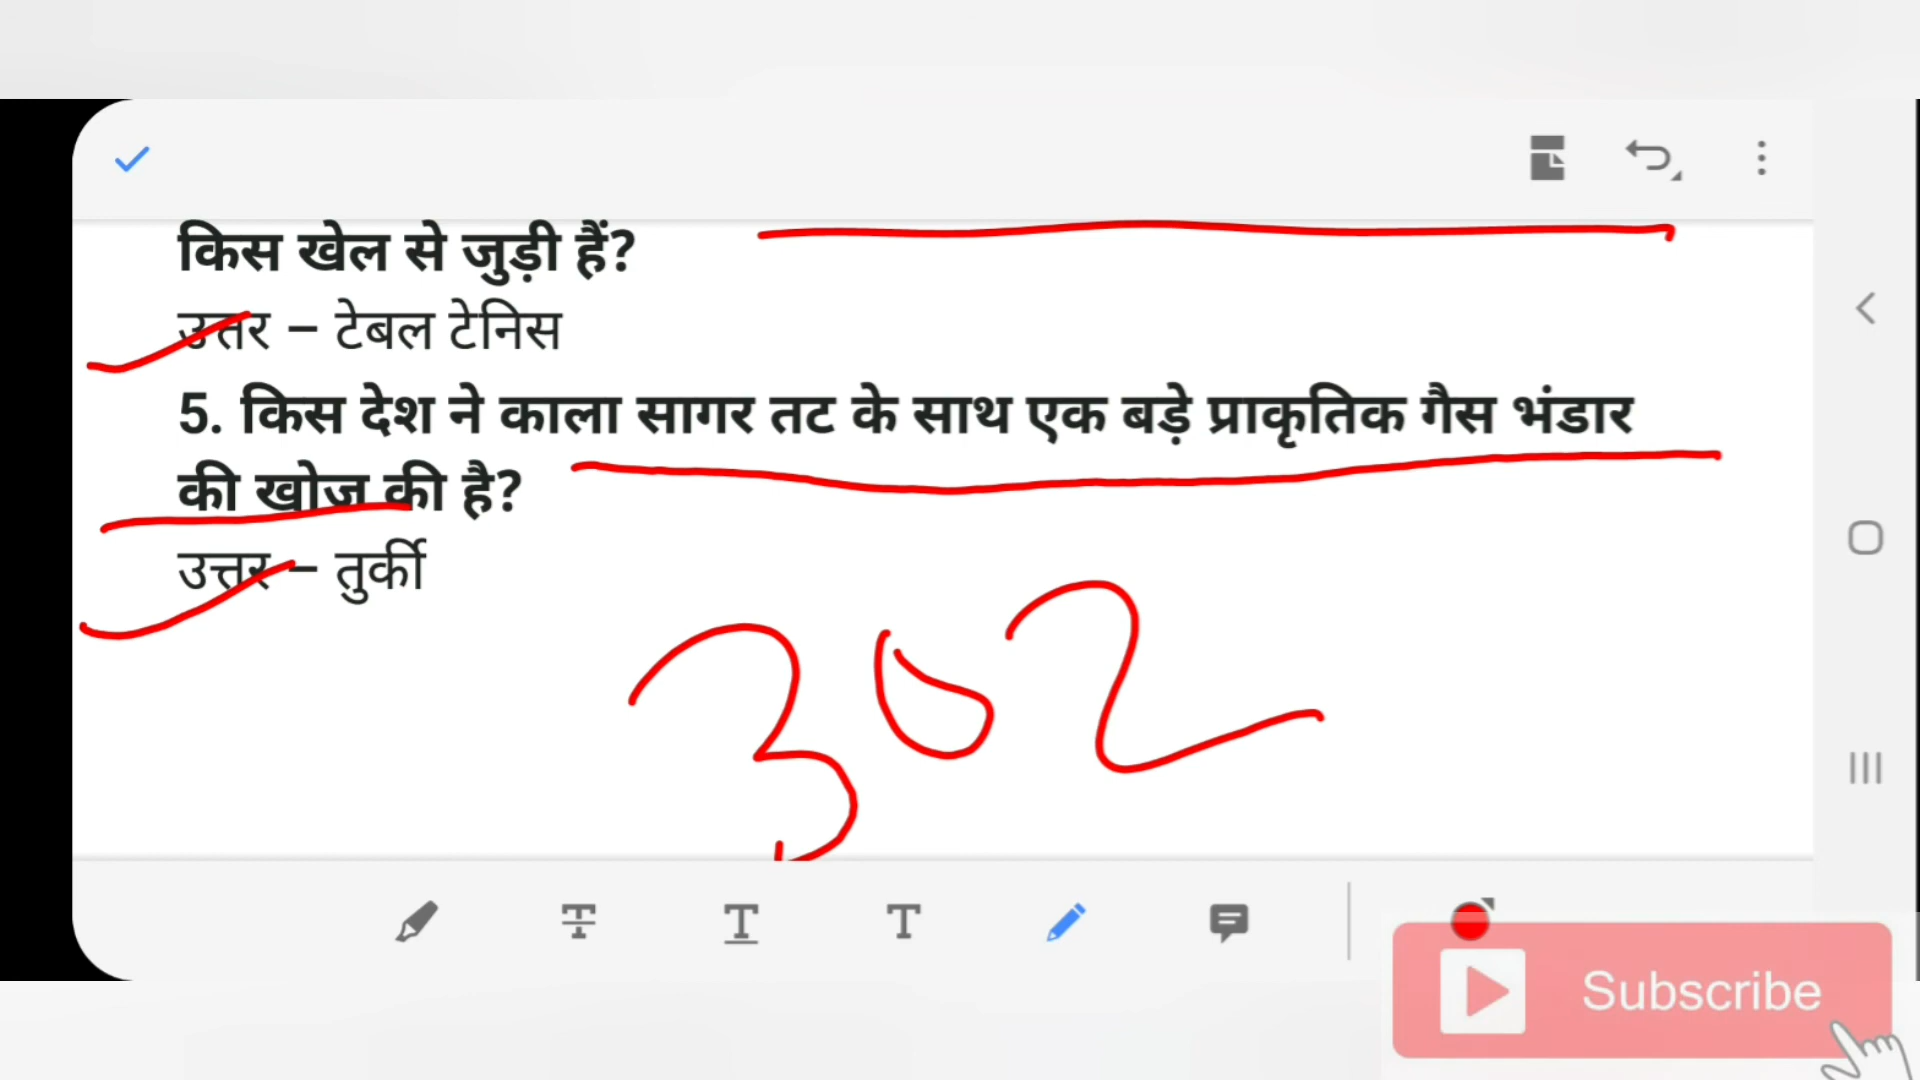 किस खेल से जुड़ी हैं?
उत्तर – टेबल टेनिस
5. किस देश ने काला सागर तट के साथ एक बड़े प्राकृतिक गैस भंडार
की खोज की है?
उत्तर – तुर्की
302
Subscribe